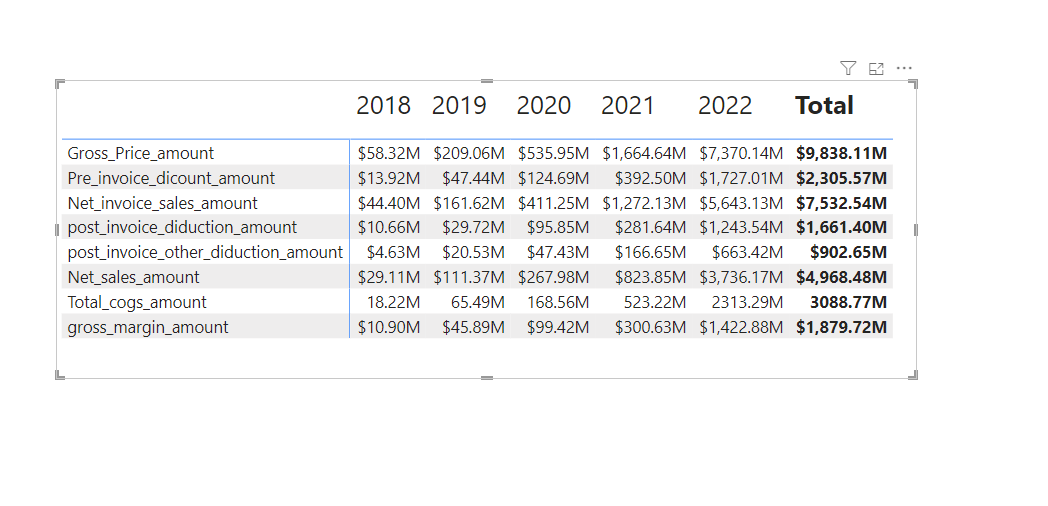 2018 2019 2020 2021 2022 Total
Gross_Price_amount $58.32M $209.06M $535.95M $1,664.64M $7,370.14M $9,838.11M
Pre_invoice_dicount_amount $13.92M $47.44M $124.69M $392.50M $1,727.01M $2,305.57M
Net_invoice_sales_amount $44.40M $161.62M $411.25M $1,272.13M $5,643.13M $7,532.54M
post_invoice_diduction_amount $10.66M $29.72M $95.85M $281.64M $1,243.54M $1,661.40M
post_invoice_other_diduction_amount $4.63M $20.53M $47.43M $166.65M $663.42M $902.65M
Net_sales_amount $29.11M $111.37M $267.98M $823.85M $3,736.17M $4,968.48M
Total_cogs_amount 18.22M 65.49M 168.56M 523.22M 2313.29M 3088.77M
gross_margin_amount $10.90M $45.89M $99.42M $300.63M $1,422.88M $1,879.72M